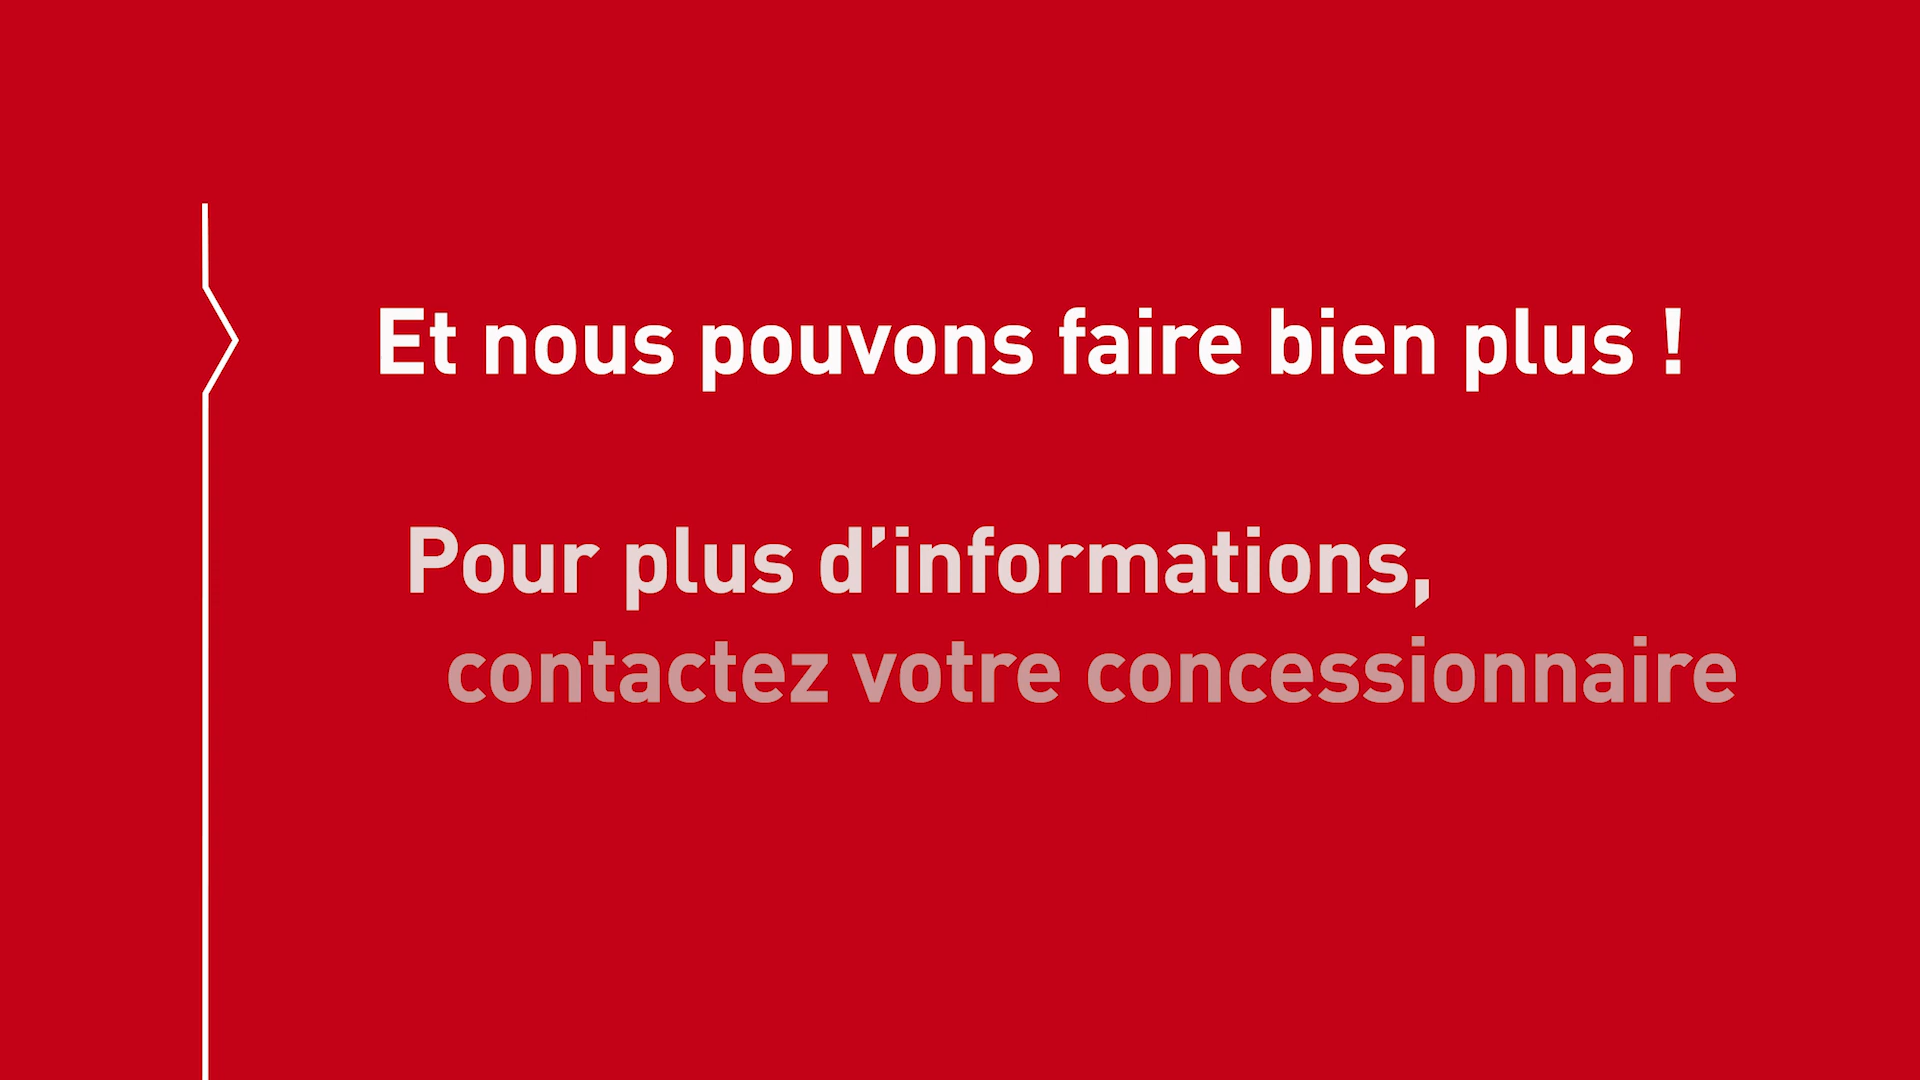 Et nous pouvons faire bien plus !
Pour plus d’informations,
contactez votre concessionnaire